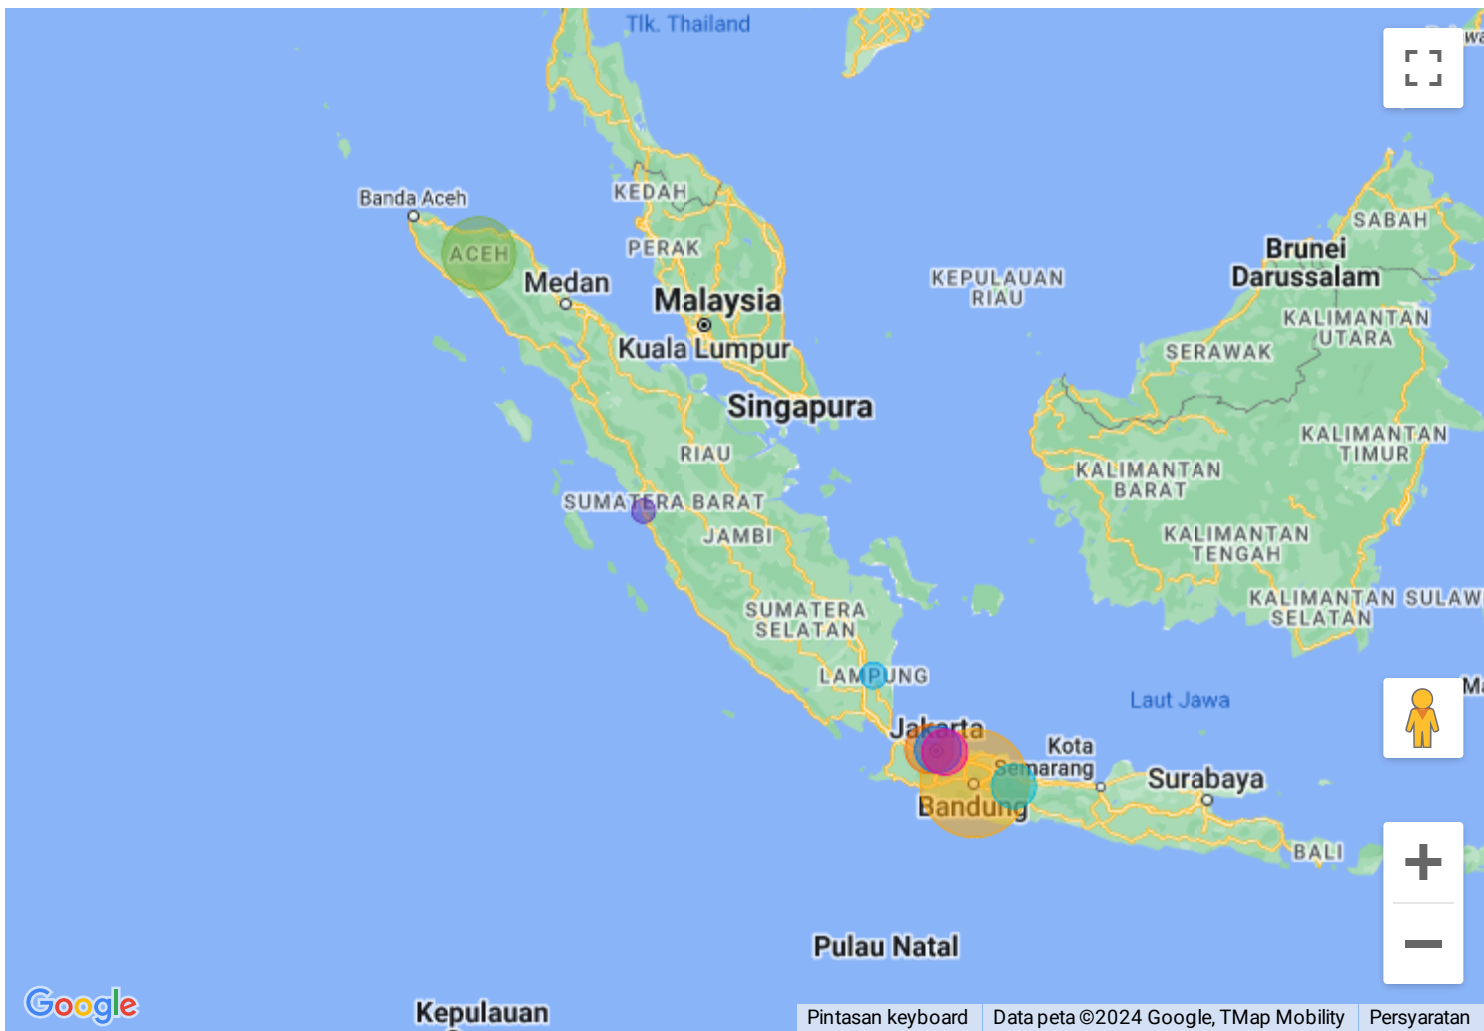 Tlk. Thailand
Banda Aceh
KEDAH
ACEH
PERAK
Medan
Malaysia
Kuala Lumpur
KEPULAUAN
RIAU
Brunei
Darussalam
SABAH
KALIMANTAN
UTARA
SERAWAK
Singapura
RIAU
KALIMANTAN
TIMUR
KALIMANTAN
BARAT
SUMATERA BARAT
JAMBI
KALIMANTAN
TENGAH
SUMATERA
SELATAN
KALIMANTAN
SELATAN
SULAW
LAMPUNG
Laut Jawa
Jakarta
Kota
Semarang
Surabaya
Bandung
BALI
Pulau Natal
Kepulauan
Google
Pintasan keyboard
Data peta ©2024 Google, TMap Mobility
Persyaratan